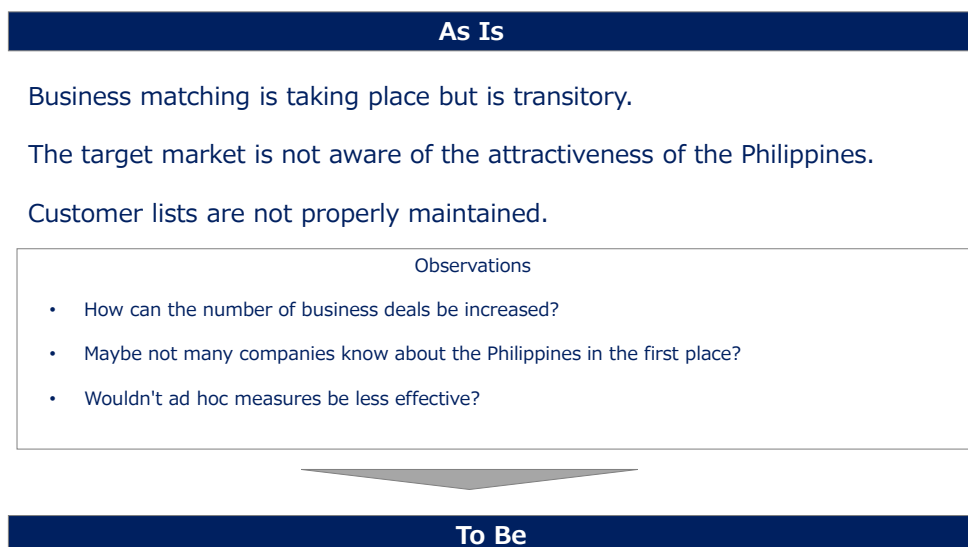 As Is
Business matching is taking place but is transitory.
The target market is not aware of the attractiveness of the Philippines.
Customer lists are not properly maintained.
Observations
• How can the number of business deals be increased?
• Maybe not many companies know about the Philippines in the first place?
• Wouldn't ad hoc measures be less effective?
To Be